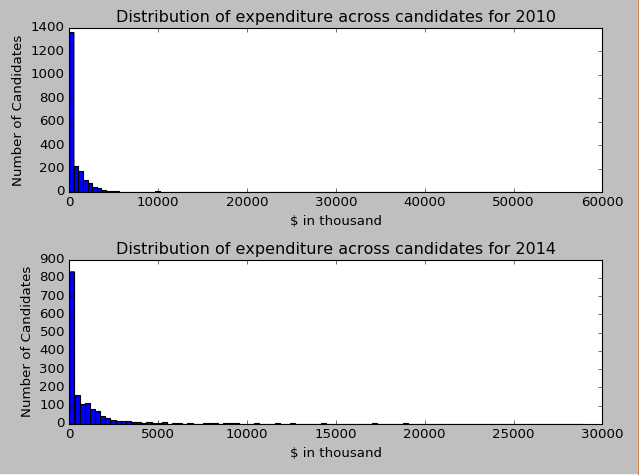 Distribution of expenditure across candidates for 2010
1400
1200
1000
800
600
400
200
0
Number of Candidates
0 10000 20000 30000 40000 50000 60000
$ in thousand
Distribution of expenditure across candidates for 2014
900
800
700
600
500
400
300
200
100
0
Number of Candidates
0 5000 10000 15000 20000 25000 30000
$ in thousand